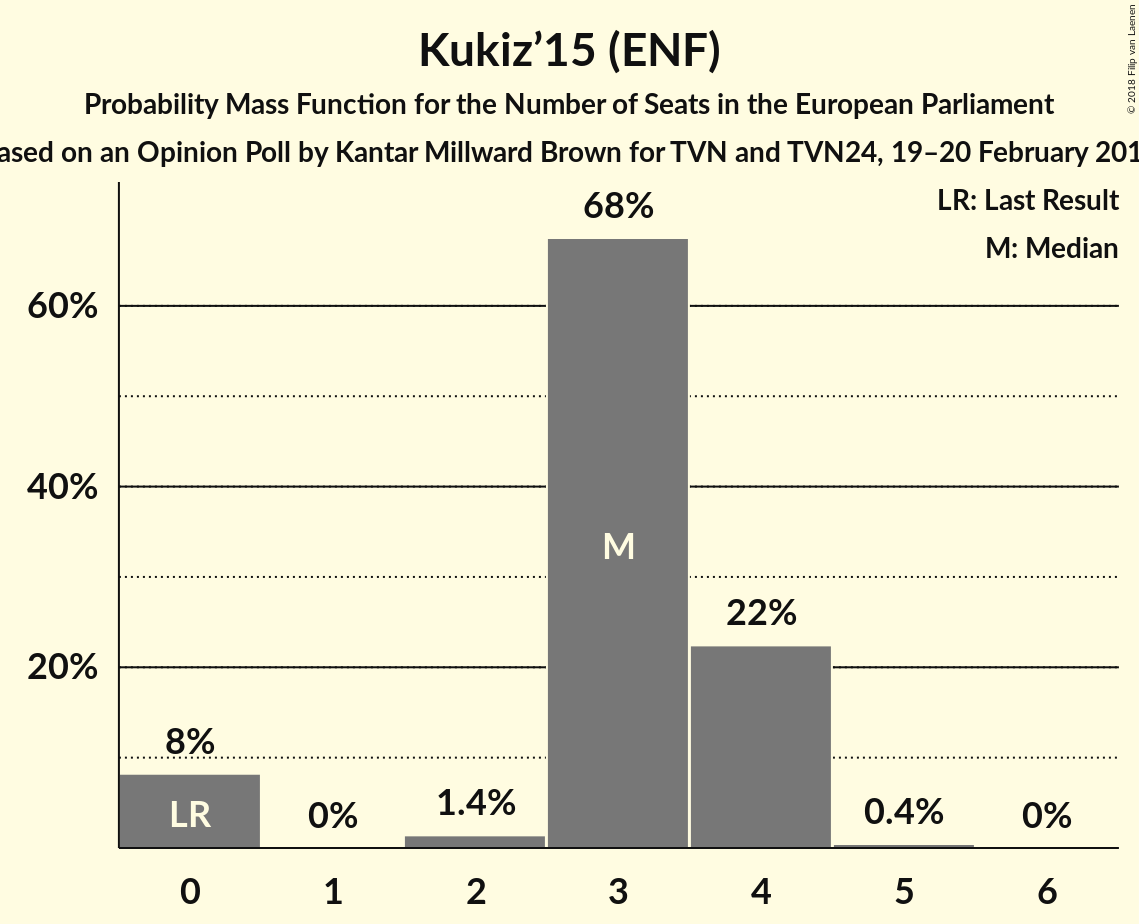 Kukiz’15 (ENF)
Probability Mass Function for the Number of Seats in the European Parliament
ased on an Opinion Poll by Kantar Millward Brown for TVN and TVN24, 19–20 February 201
© 2018 Filip van Laenen
LR: Last Result
M: Median
68%
60%
40%
M
22%
20%
8%
LR
0%
1.4%
0.4%
0%
0 1 2 3 4 5 6